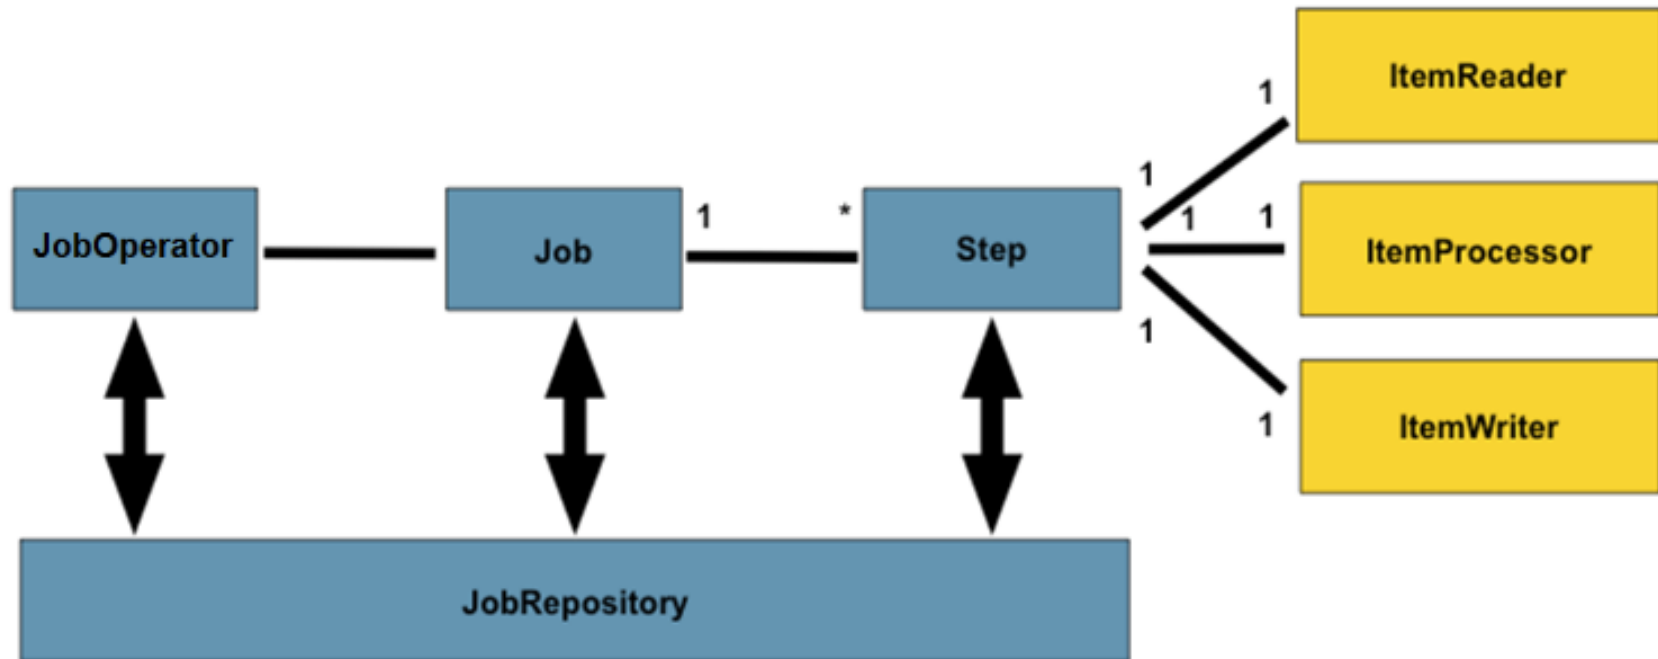 ItemReader
1
1
JobOperator
Job
1
*
Step
1
1
ItemProcessor
1
1
ItemWriter
JobRepository